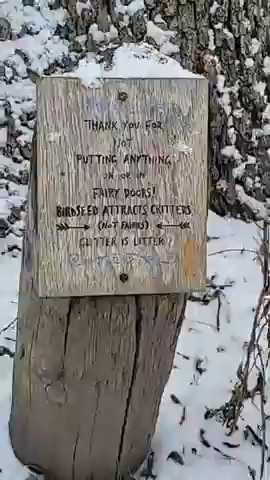 THANK YOU FOR
NOT
PUTTING ANYTHING
ON OR IN
FAIRY DOORS!
BIRDSEED ATTRACTS CRITTERS
(NOT FAIRIES)
GLITTER IS LITTER